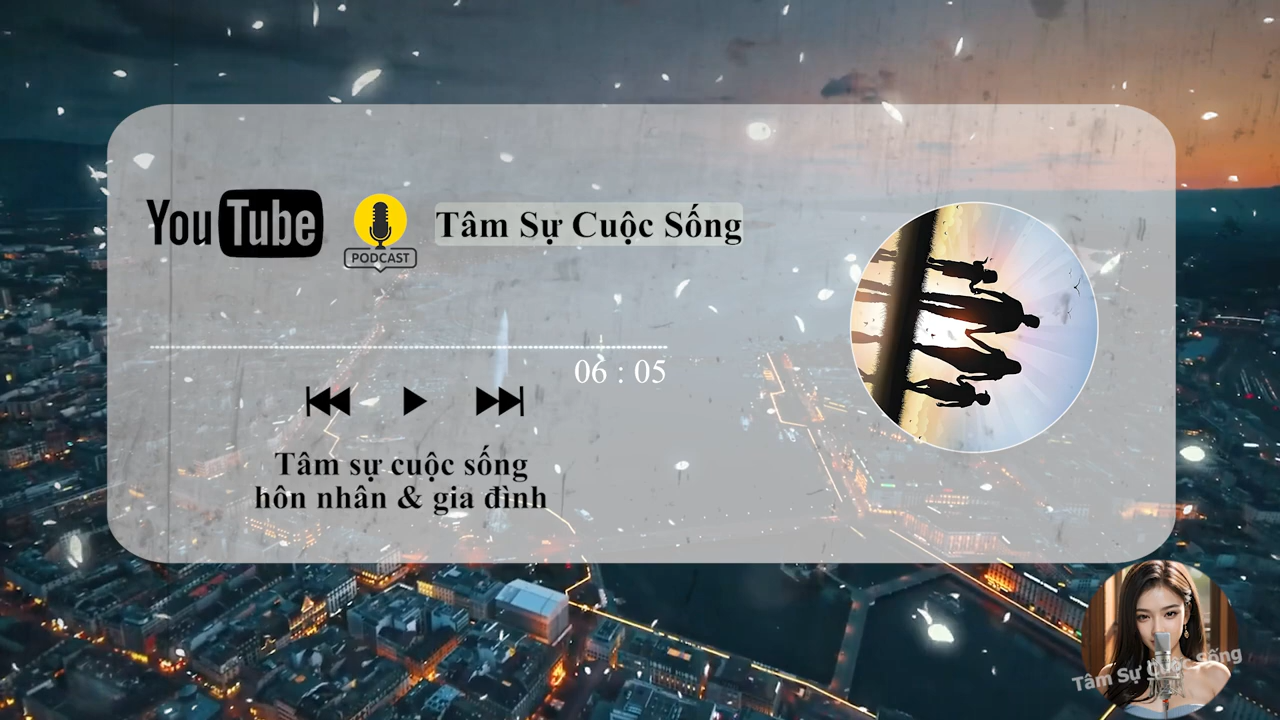 YouTube
PODCAST
Tâm Sự Cuộc Sống
06 : 05
Tâm sự cuộc sống
hôn nhân & gia đình
Tâm Sự Cuộc Sống